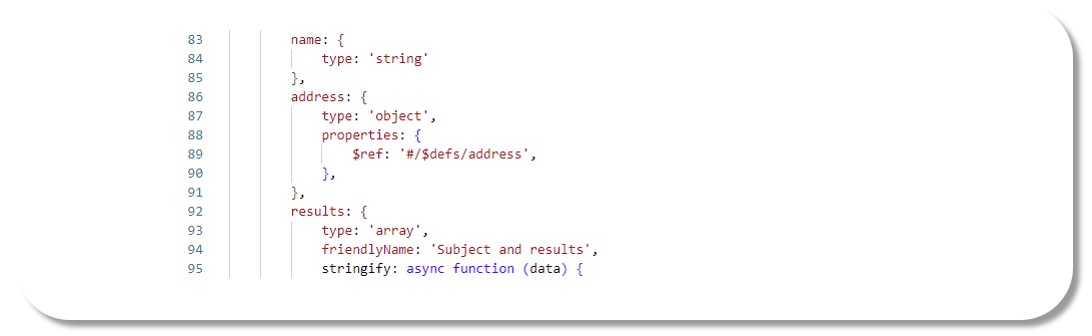 83 name: {
84 type: 'string'
85 },
86 address: {
87 type: 'object',
88 properties: {
89 $ref: '#/$defs/address',
90 },
91 },
92 results: {
93 type: 'array',
94 friendlyName: 'Subject and results',
95 stringify: async function (data) {